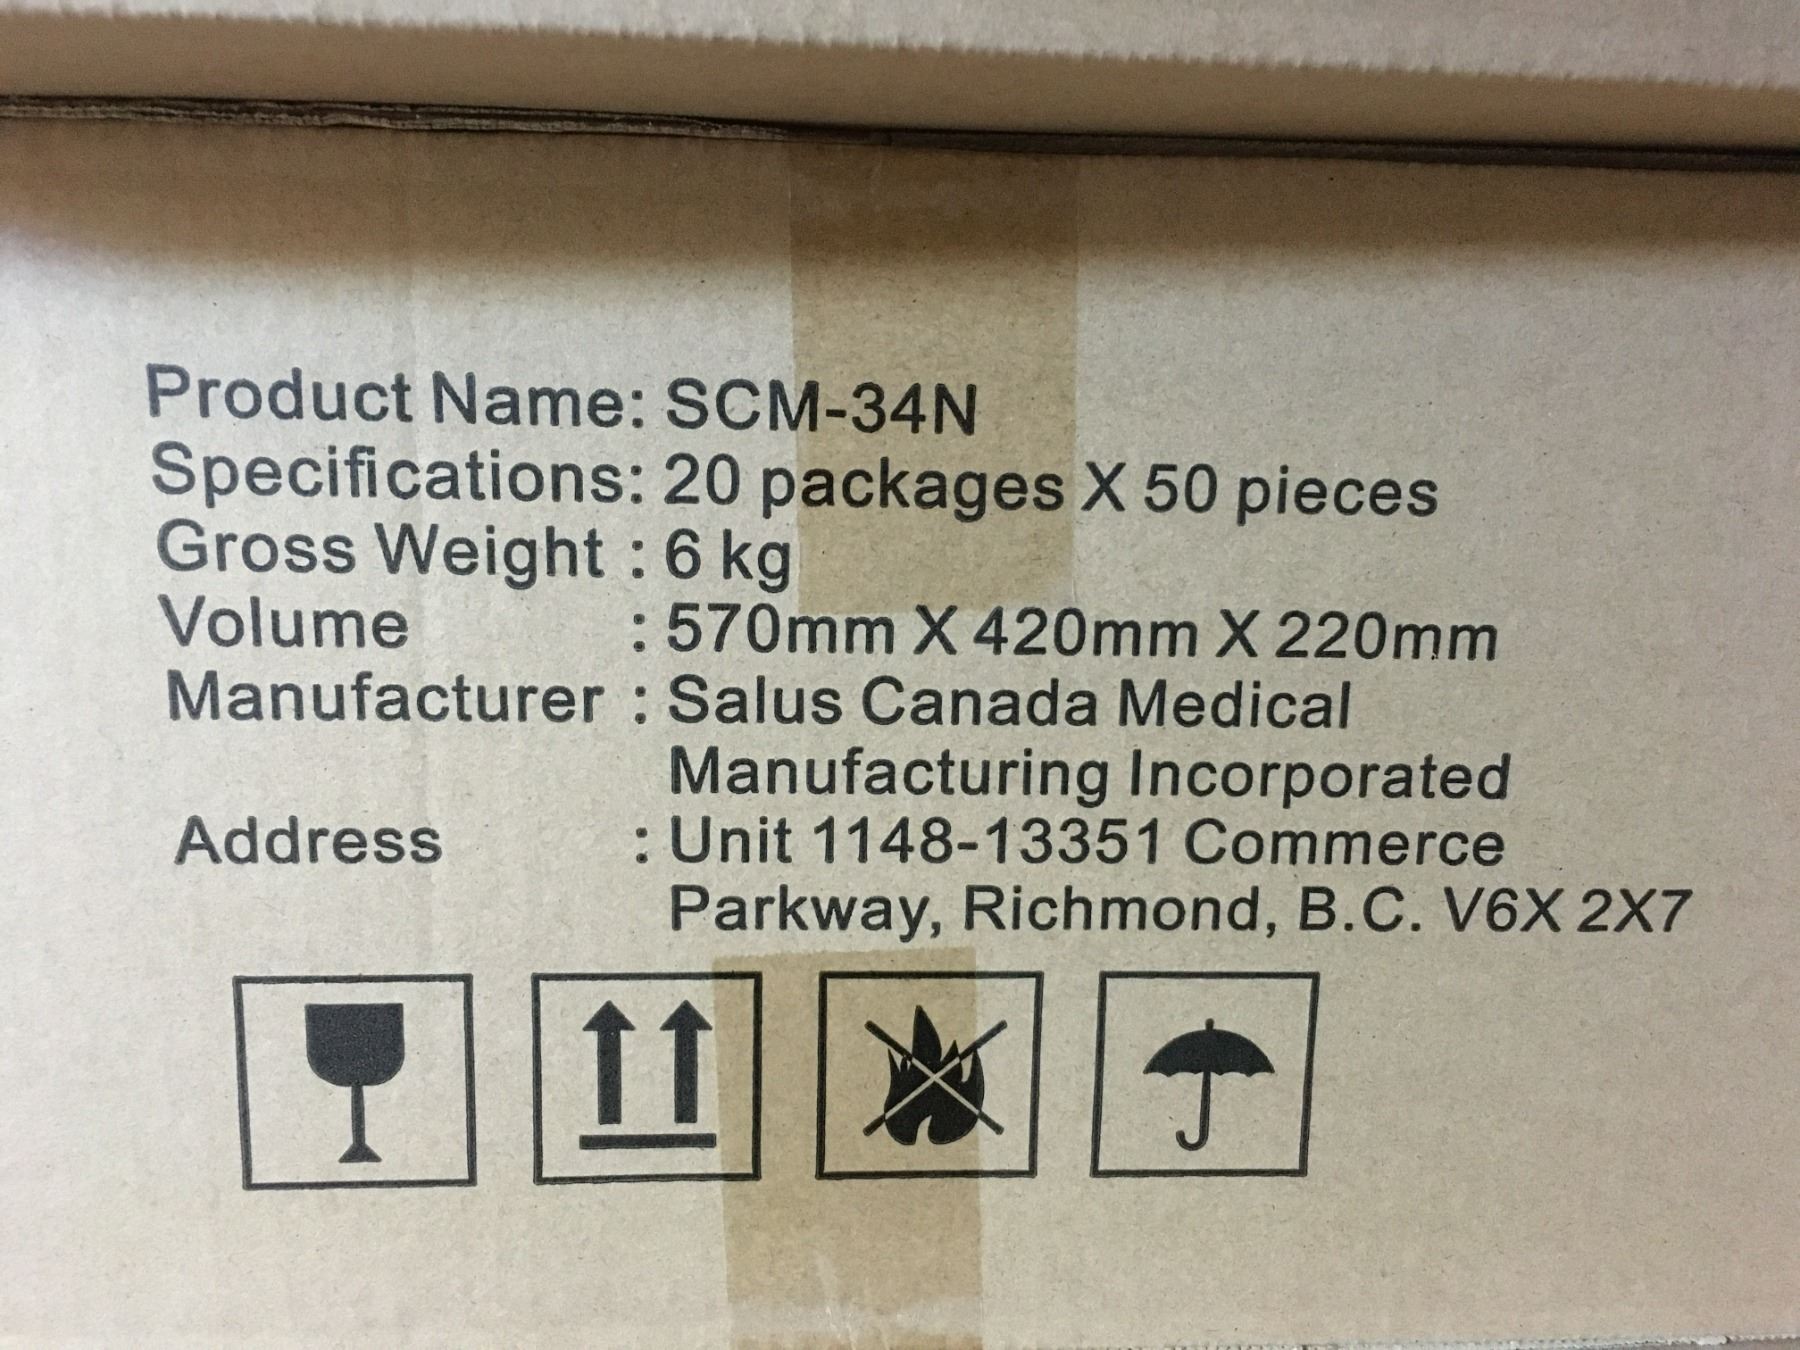 Product Name: SCM-34N
Specifications: 20 packages X 50 pieces
Gross Weight : 6 kg
Volume : 570mm X 420mm X 220mm
Manufacturer : Salus Canada Medical
Manufacturing Incorporated
Address : Unit 1148-13351 Commerce
Parkway, Richmond, B.C. V6X 2X7